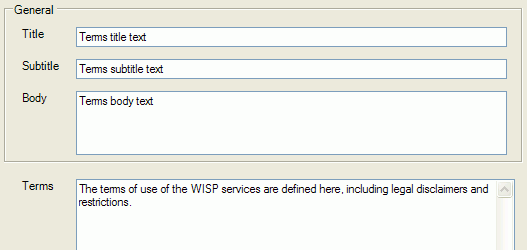 General
Title Terms title text
Subtitle Terms subtitle text
Body Terms body text
Terms The terms of use of the WISP services are defined here, including legal disclaimers and
restrictions.